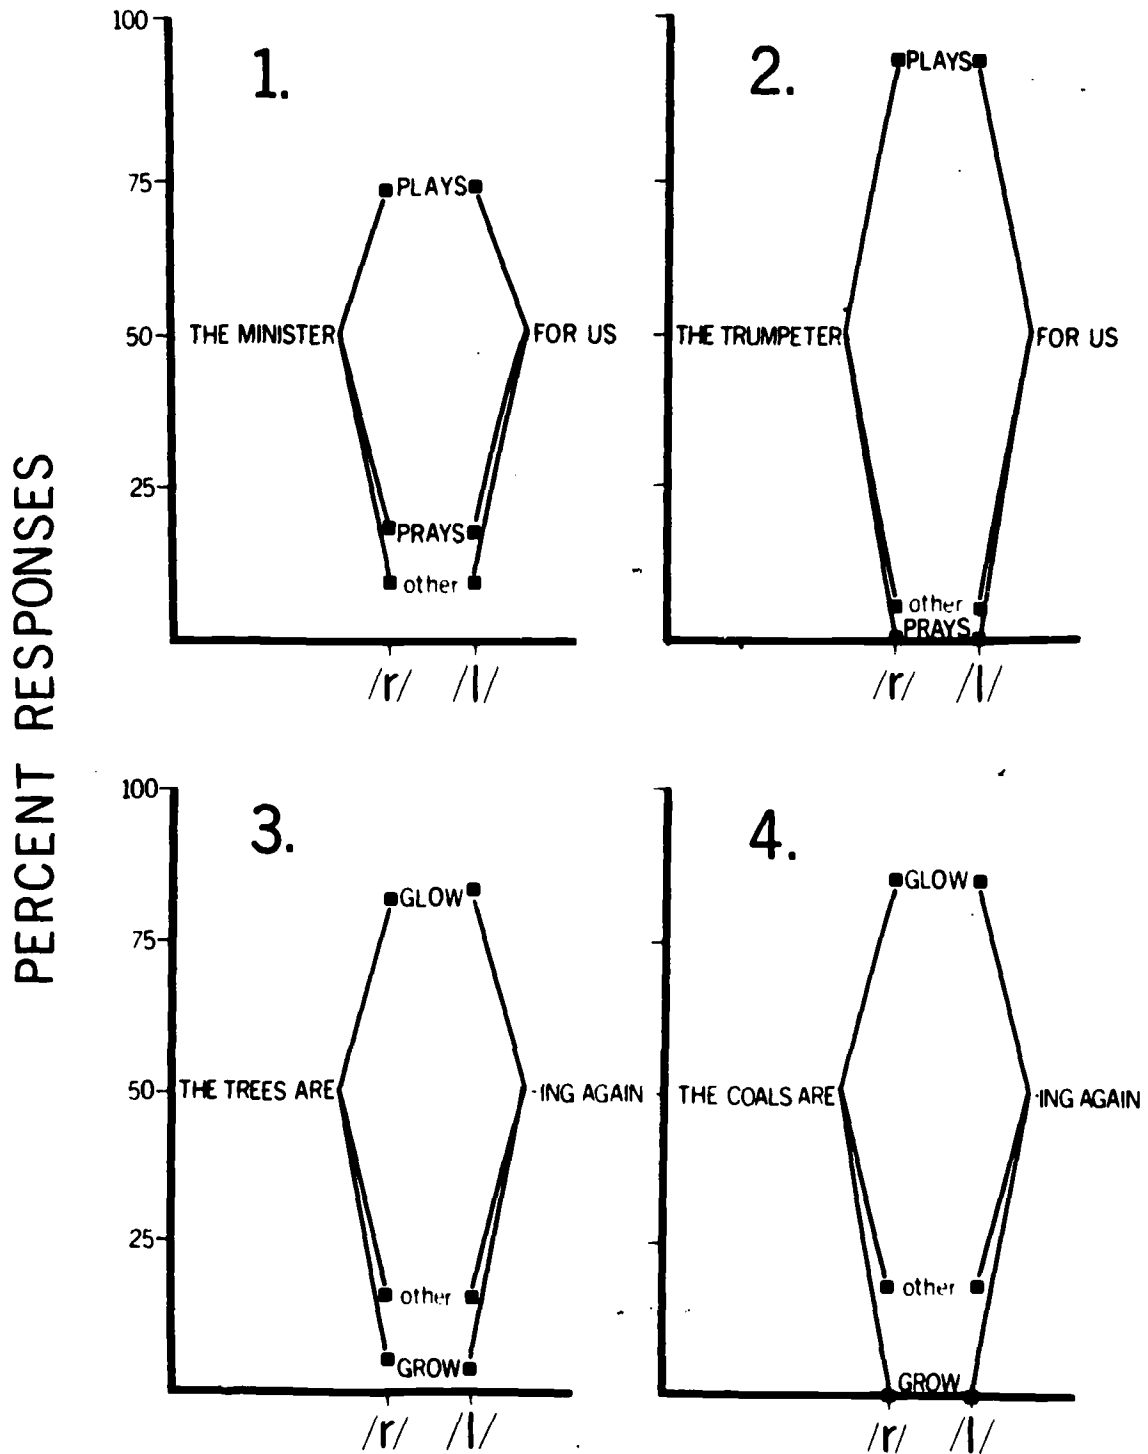 PERCENT RESPONSES
1.
100
75
50
25
PLAYS
THE MINISTER
FOR US
PRAYS
other
/r/ /l/
2.
PLAYS
THE TRUMPETER
FOR US
other
PRAYS
/r/ /l/
3.
100
75
50
25
GLOW
THE TREES ARE
-ING AGAIN
other
GROW
/r/ /l/
4.
GLOW
THE COALS ARE
-ING AGAIN
other
GROW
/r/ /l/